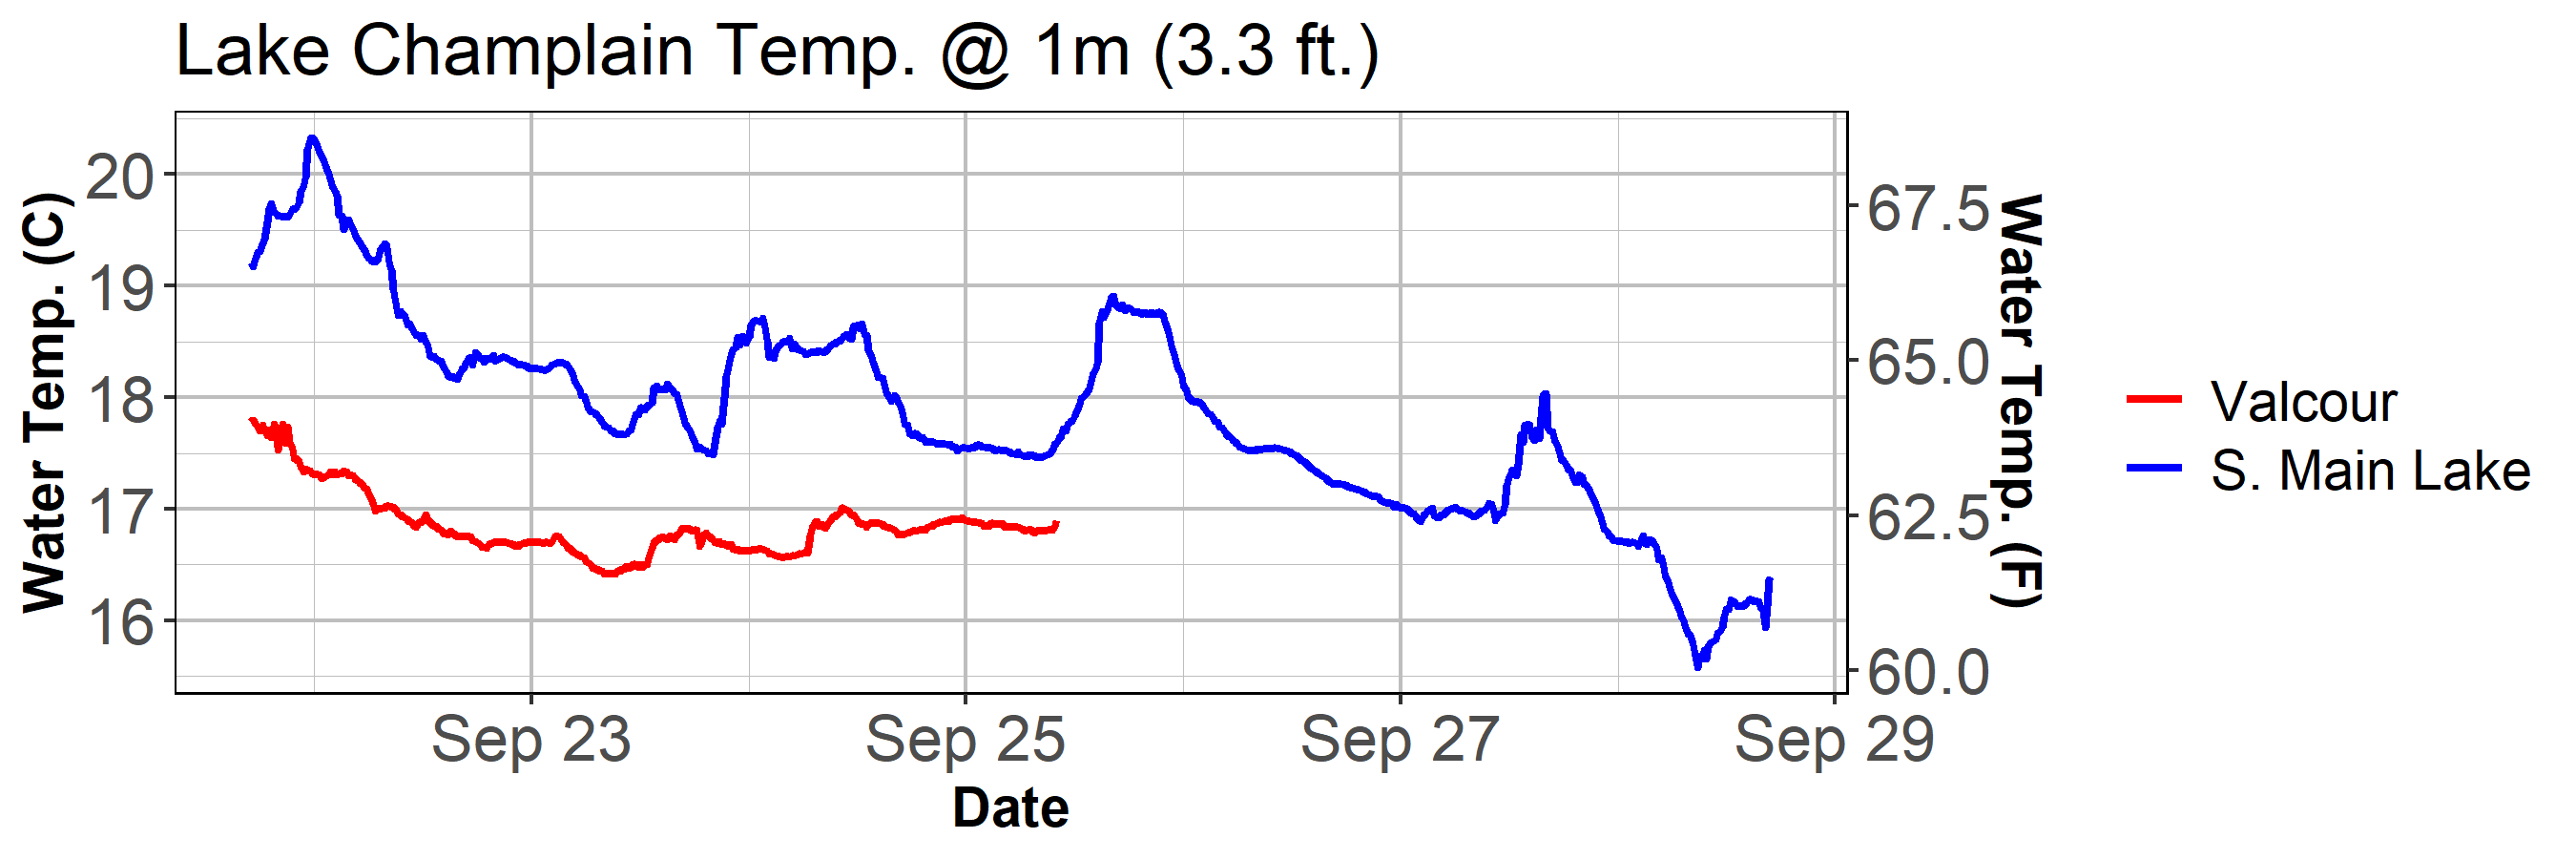 Lake Champlain Temp. @ 1m (3.3 ft.)
Water Temp. (C)
20
19
18
17
16
67.5
65.0
62.5
60.0
Water Temp. (F)
Sep 23
Sep 25
Sep 27
Sep 29
Date
Valcour
S. Main Lake